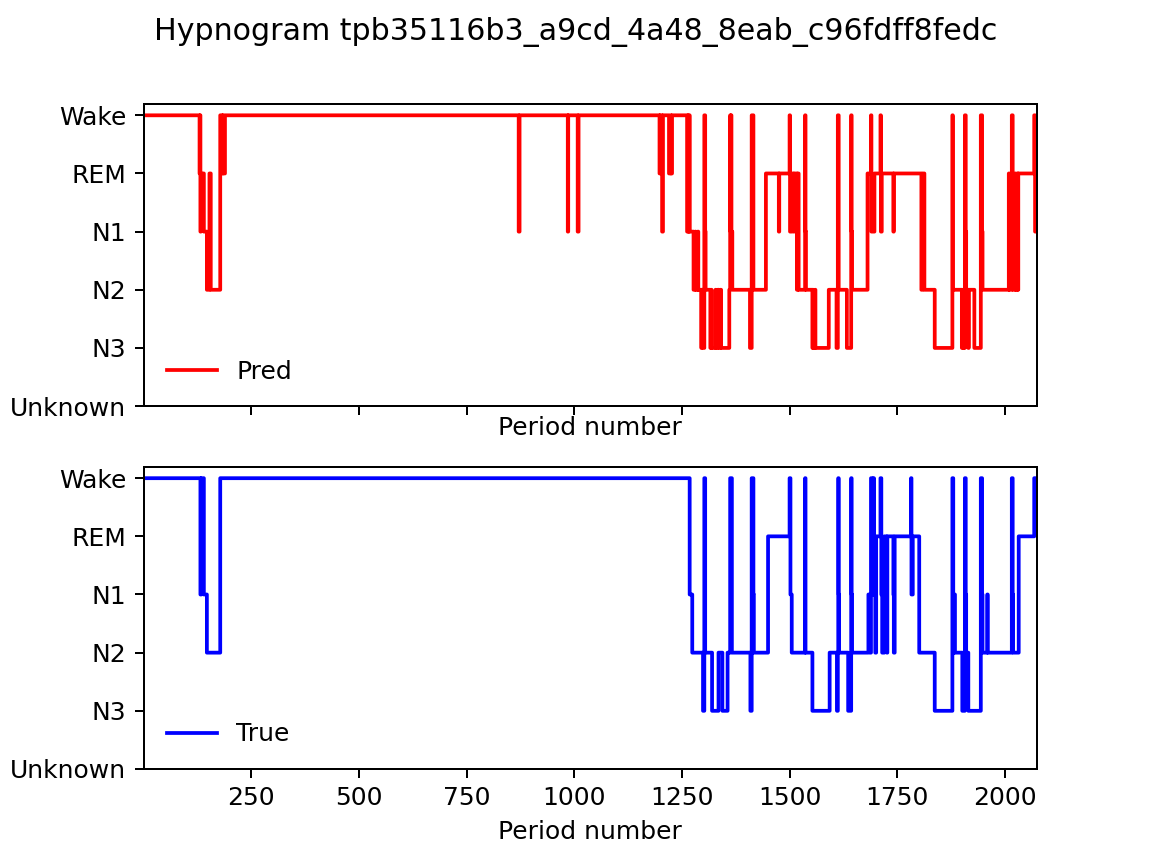 Hypnogram tpb35116b3_a9cd_4a48_8eab_c96fdff8fedc
Wake
REM
N1
N2
N3
Unknown
Pred
Period number
Wake
REM
N1
N2
N3
Unknown
True
250 500 750 1000 1250 1500 1750 2000
Period number